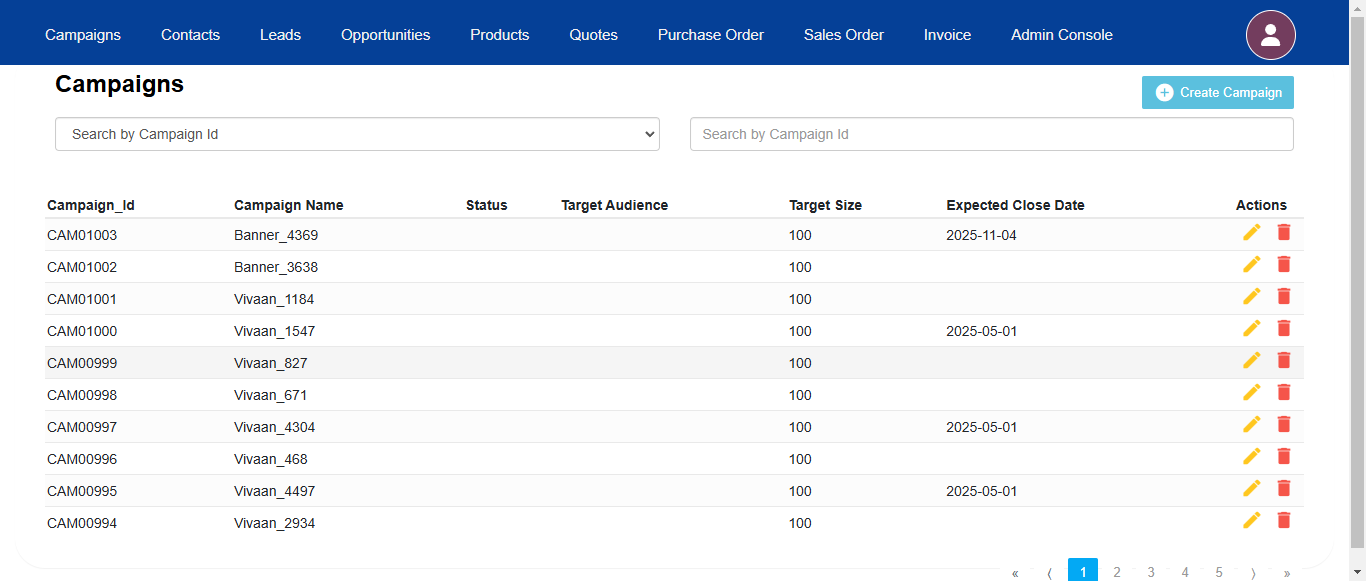 Campaigns Contacts Leads Opportunities Products Quotes Purchase Order Sales Order Invoice Admin Console
Campaigns
Create Campaign
Search by Campaign Id Search by Campaign Id
Campaign_Id Campaign Name Status Target Audience Target Size Expected Close Date Actions
CAM01003 Banner_4369 100 2025-11-04
CAM01002 Banner_3638 100
CAM01001 Vivaan_1184 100
CAM01000 Vivaan_1547 100 2025-05-01
CAM00999 Vivaan_827 100
CAM00998 Vivaan_671 100
CAM00997 Vivaan_4304 100 2025-05-01
CAM00996 Vivaan_468 100
CAM00995 Vivaan_4497 100 2025-05-01
CAM00994 Vivaan_2934 100
« ⟨ 1 2 3 4 5 ⟩ »